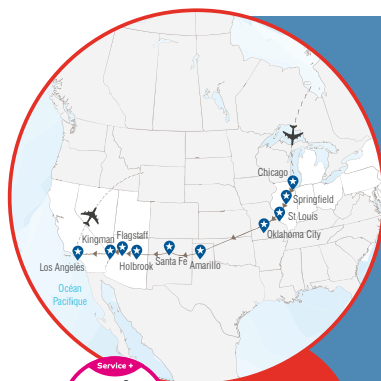 Chicago
Springfield
St Louis
Oklahoma City
Flagstaff
Kingman
Santa Fe
Amarillo
Holbrook
Los Angeles
Océan
Pacifique
Service +